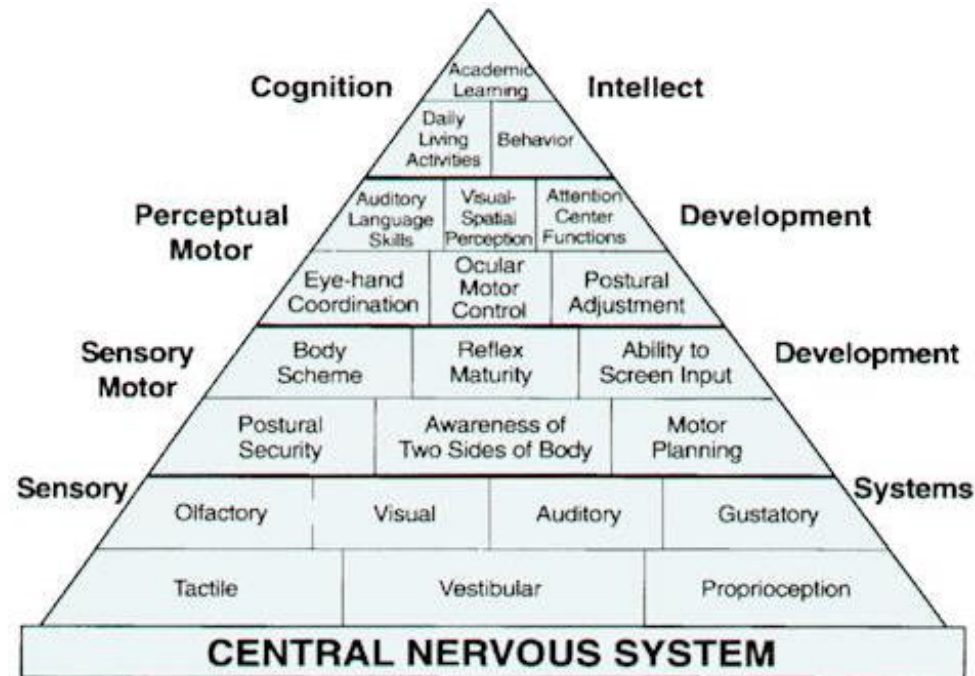 Academic
Learning
Cognition
Intellect
Daily
Living
Activities
Behavior
Auditory
Language
Skills
Visual-
Spatial
Perception
Attention
Center
Functions
Perceptual
Motor
Development
Eye-hand
Coordination
Ocular
Motor
Control
Postural
Adjustment
Sensory
Motor
Development
Body
Scheme
Reflex
Maturity
Ability to
Screen Input
Postural
Security
Awareness of
Two Sides of Body
Motor
Planning
Sensory
Systems
Olfactory
Visual
Auditory
Gustatory
Tactile
Vestibular
Proprioception
CENTRAL NERVOUS SYSTEM